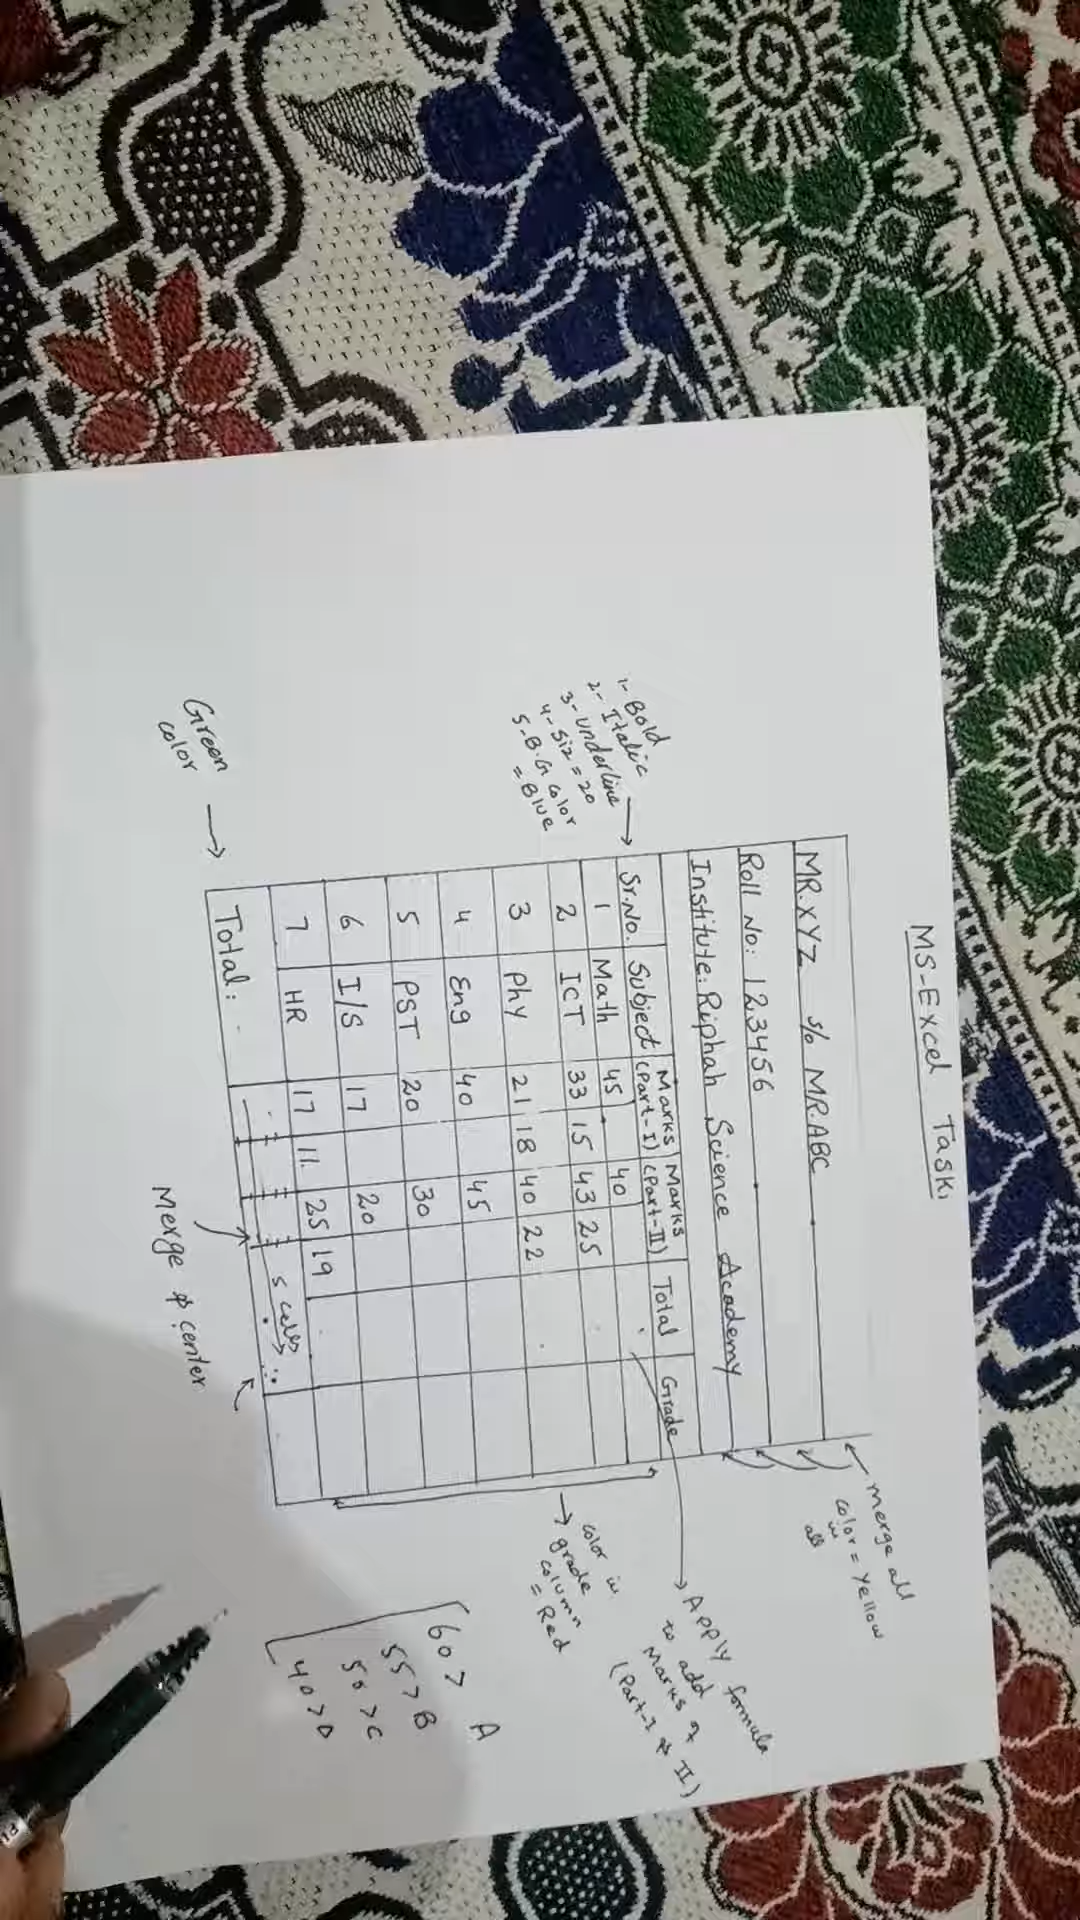 MS-Excel Task:
MR.XYZ s/o MR.ABC
Roll No: 123456
Institute: Riphah Science Academy
Sr.No. Subject Marks (Part-I) Marks (Part-II) Total Grade
1 Math 45 40
2 ICT 33 15 43 25
3 Phy 21 18 40 22
4 Eng 40 45
5 PST 20 30
6 I/S 17 20
7 HR 17 11 25 19
Total:
1- Bold
2- Italic
3- Underline
4- Siz = 20
5- B.G color
= Blue
Green
color
Merge & center
merge all
color = Yellow
in
all
Apply formula
to add
Marks of
(Part-I & II)
color in
grade
column
= Red
60> A
55> B
50 > C
40 > D